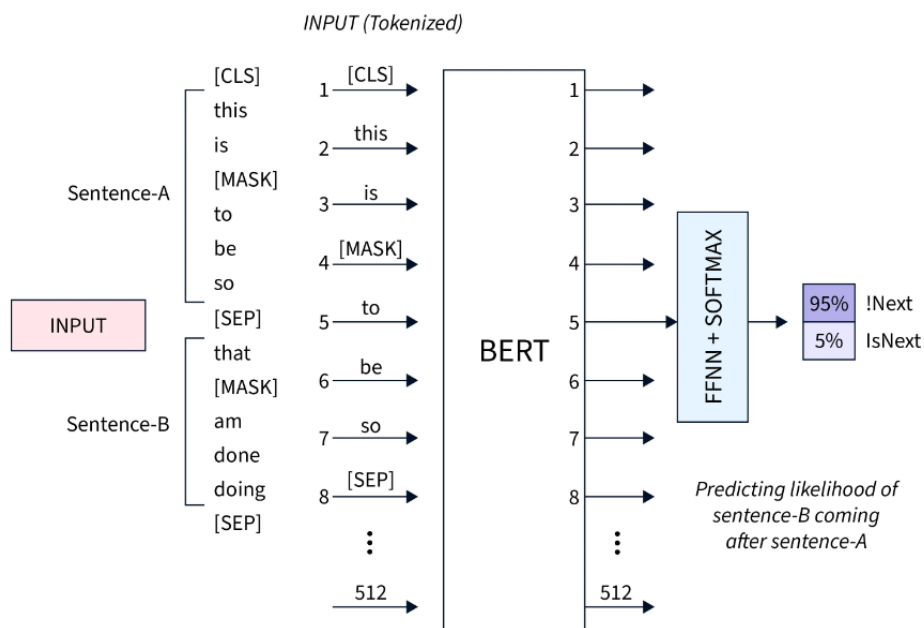 INPUT (Tokenized)
INPUT
Sentence-A
Sentence-B
[CLS]
this
is
[MASK]
to
be
so
[SEP]
that
[MASK]
am
done
doing
[SEP]
1 [CLS]
2 this
3 is
4 [MASK]
5 to
6 be
7 so
8 [SEP]
512
BERT
1
2
3
4
5
6
7
8
512
FFNN + SOFTMAX
95% !Next
5% IsNext
Predicting likelihood of
sentence-B coming
after sentence-A